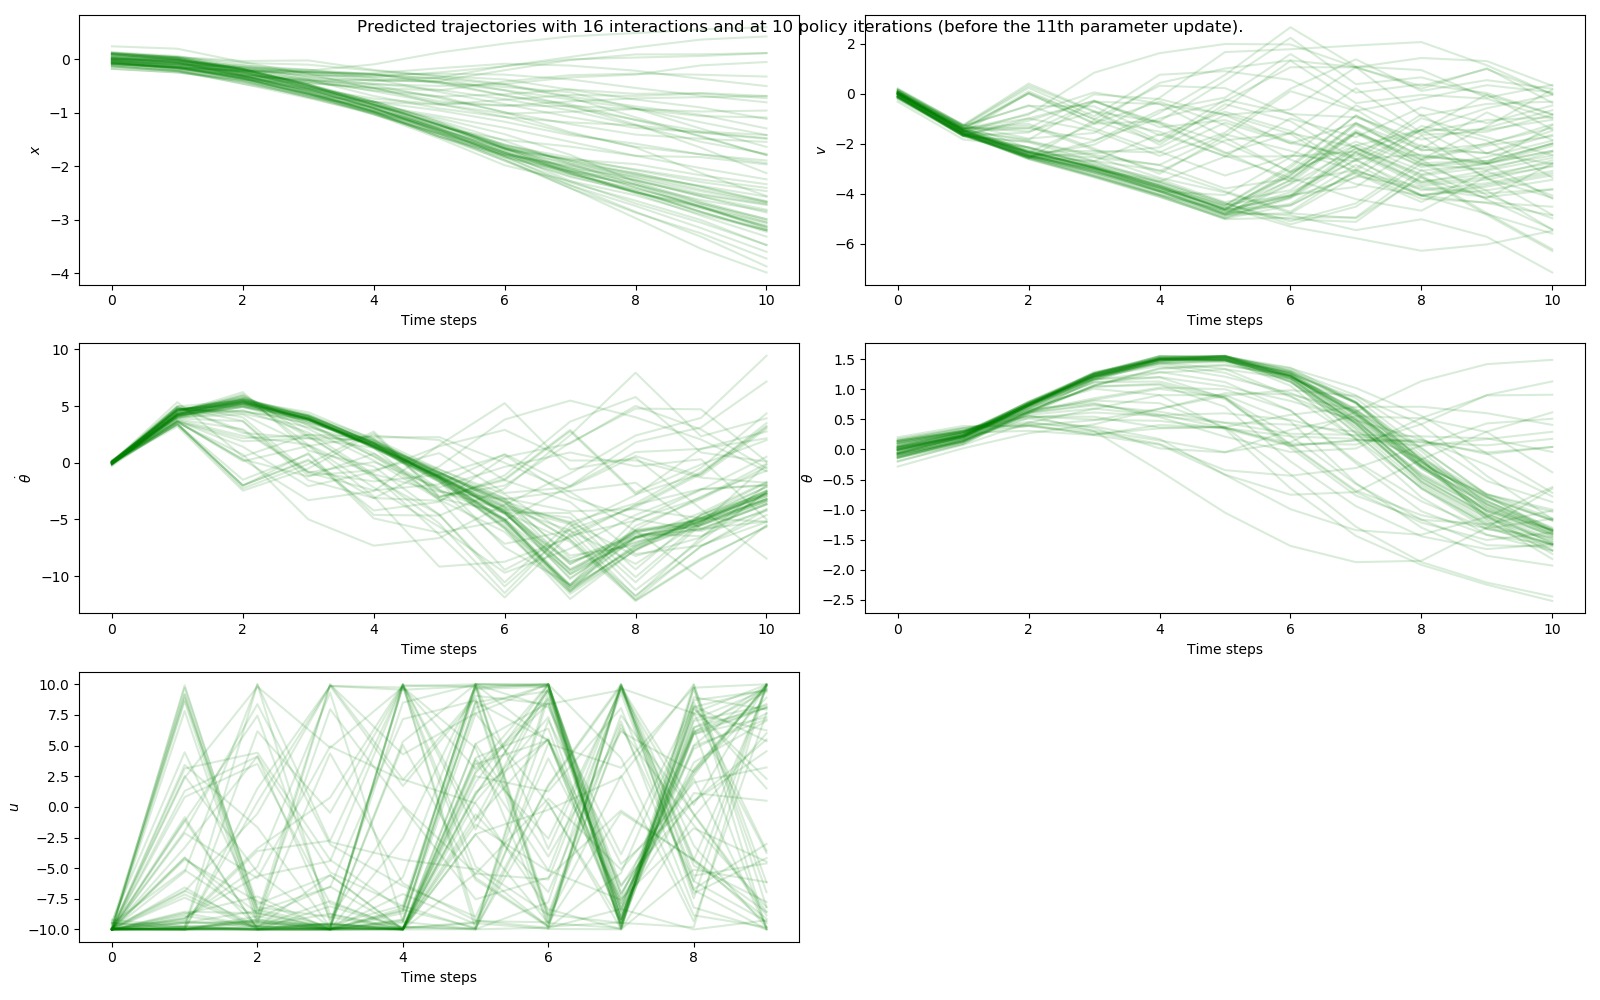 Predicted trajectories with 16 interactions and at 10 policy iterations (before the 11th parameter update).
0
−1
−2
−3
−4
x
0 2 4 6 8 10
Time steps
2
0
−2
−4
−6
v
0 2 4 6 8 10
Time steps
10
5
0
−5
−10
θ̇
0 2 4 6 8 10
Time steps
1.5
1.0
0.5
0.0
−0.5
−1.0
−1.5
−2.0
−2.5
θ
0 2 4 6 8 10
Time steps
10.0
7.5
5.0
2.5
0.0
−2.5
−5.0
−7.5
−10.0
u
0 2 4 6 8
Time steps